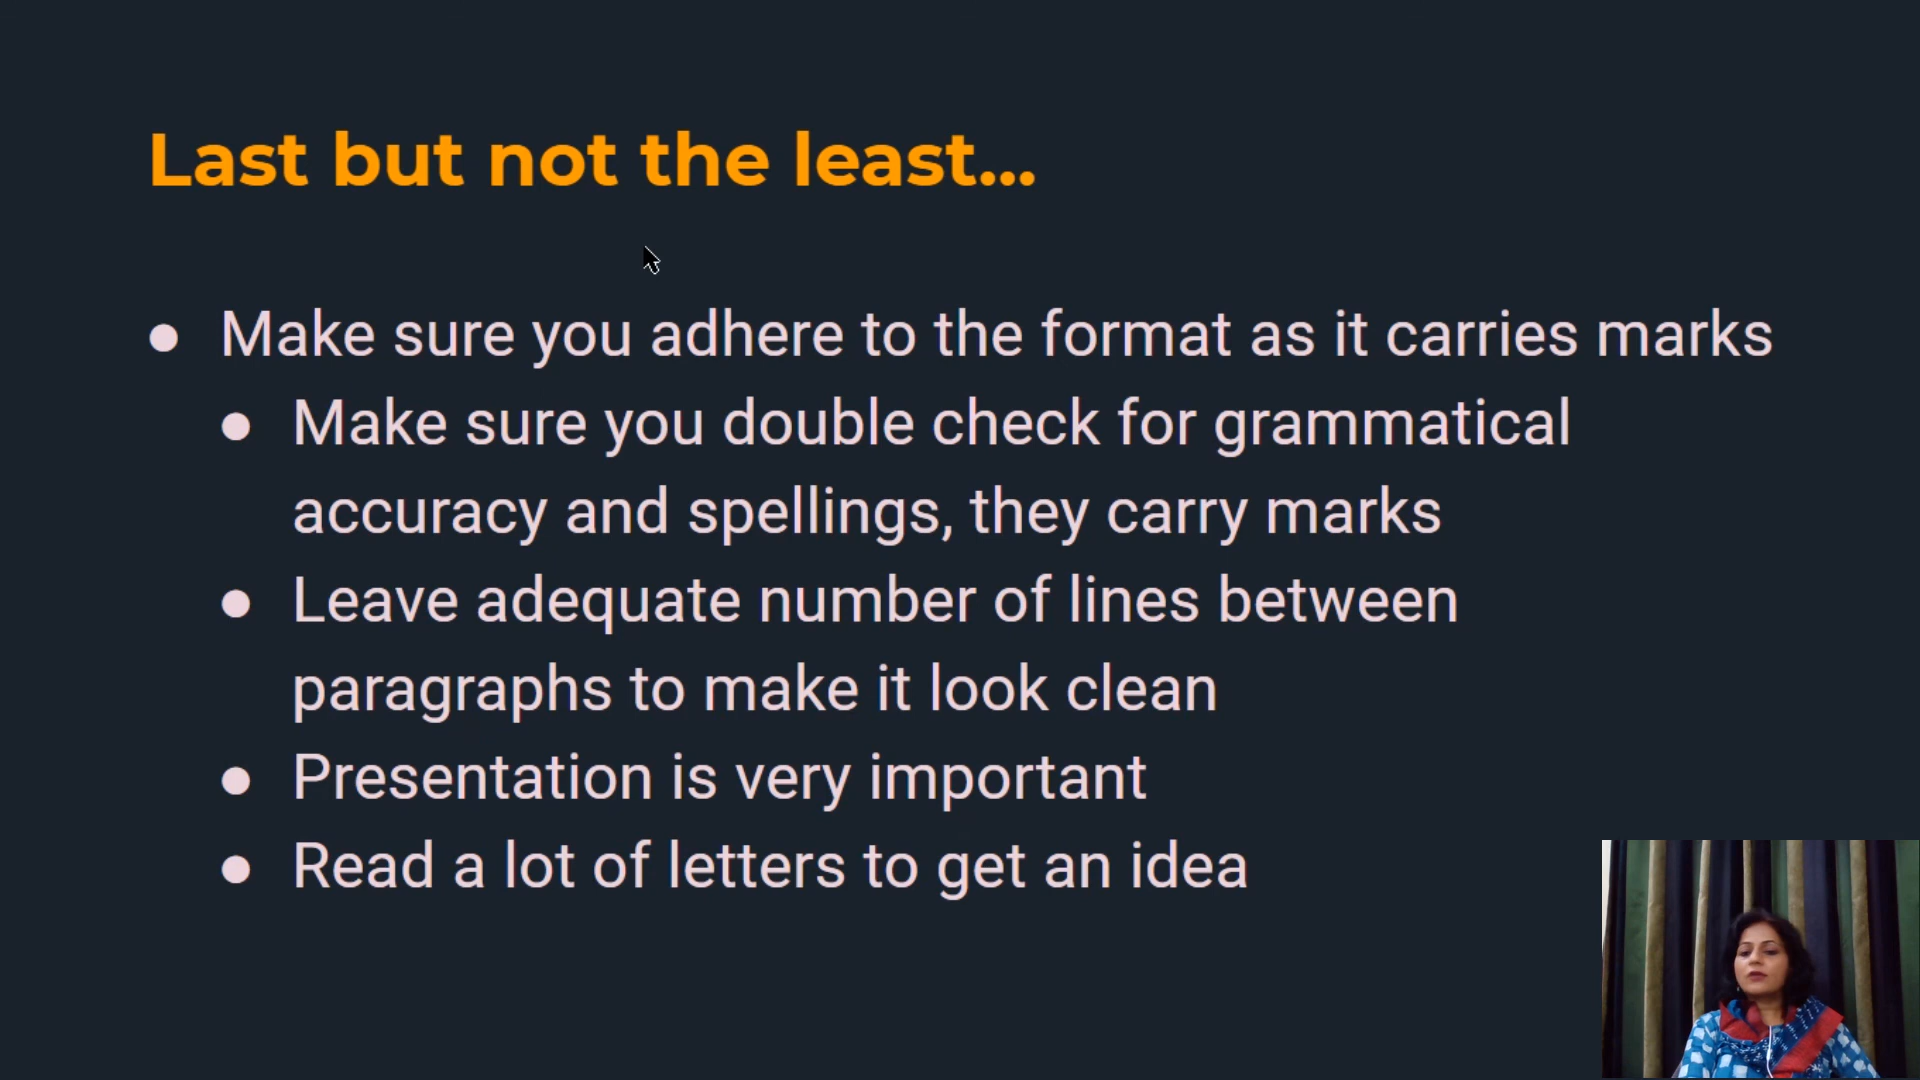 Last but not the least...
● Make sure you adhere to the format as it carries marks
● Make sure you double check for grammatical
accuracy and spellings, they carry marks
● Leave adequate number of lines between
paragraphs to make it look clean
● Presentation is very important
● Read a lot of letters to get an idea